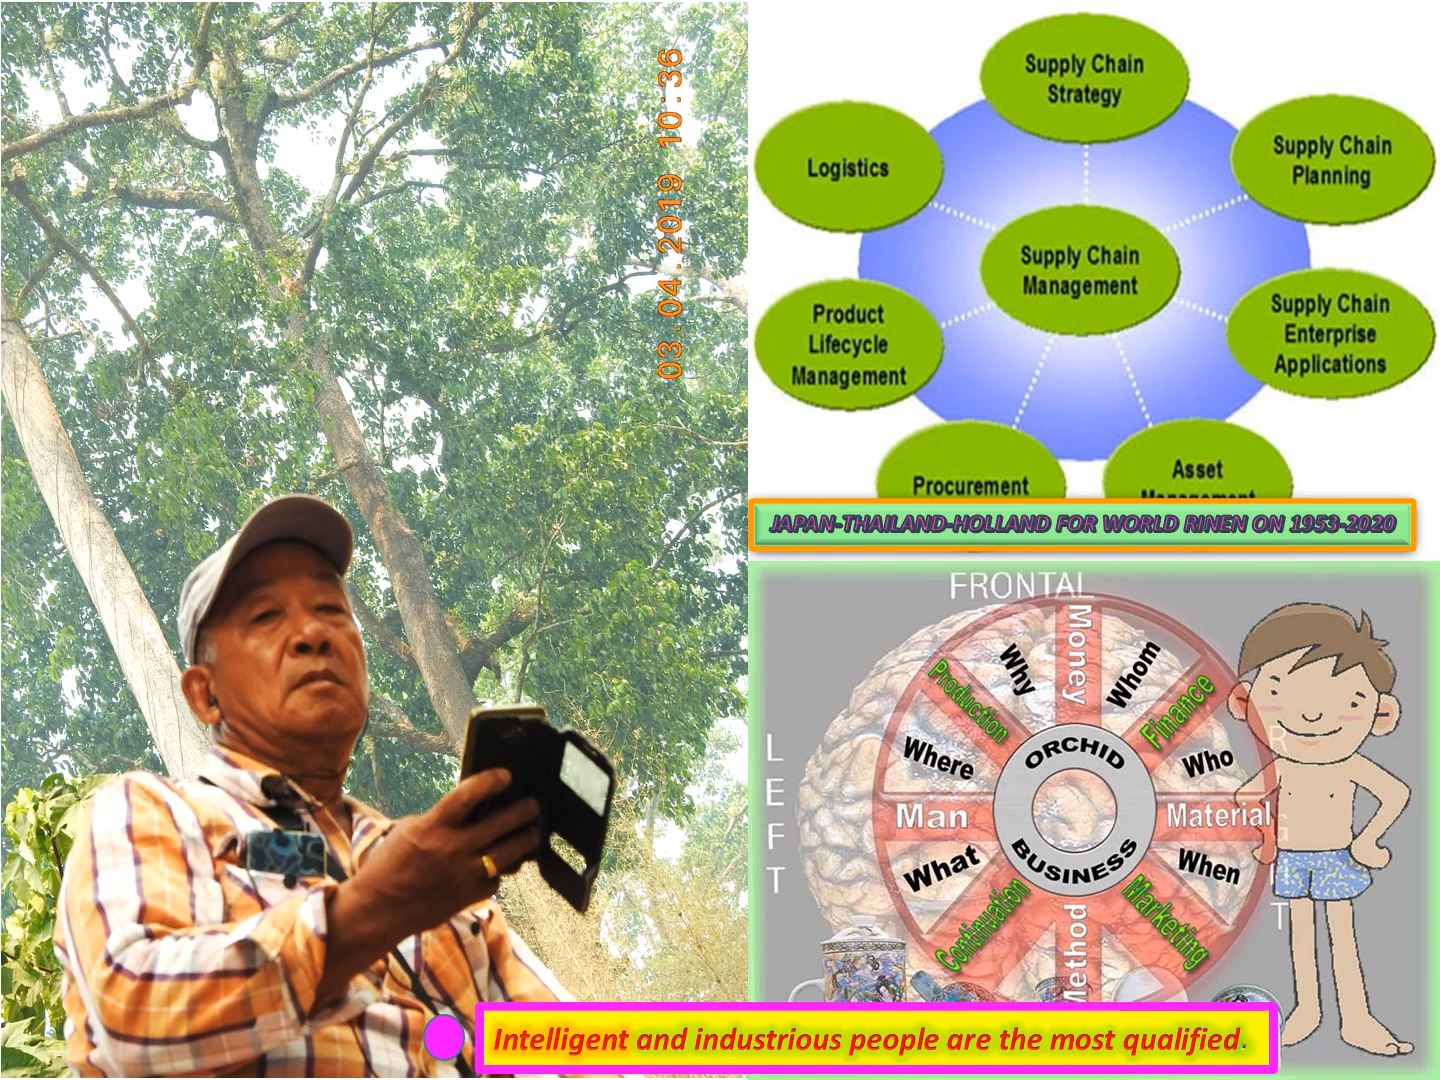 03.04.2019 10:36
Supply Chain
Strategy
Logistics
Supply Chain
Planning
Supply Chain
Management
Product
Lifecycle
Management
Supply Chain
Enterprise
Applications
Procurement
Asset
Management
JAPAN-THAILAND-HOLLAND FOR WORLD RINEN ON 1953-2020
FRONTAL
LEFT
Money
Why
Whom
Production
Finance
Where
ORCHID
Who
Man
Material
What
BUSINESS
When
Continuation
Method
Marketing
Intelligent and industrious people are the most qualified.